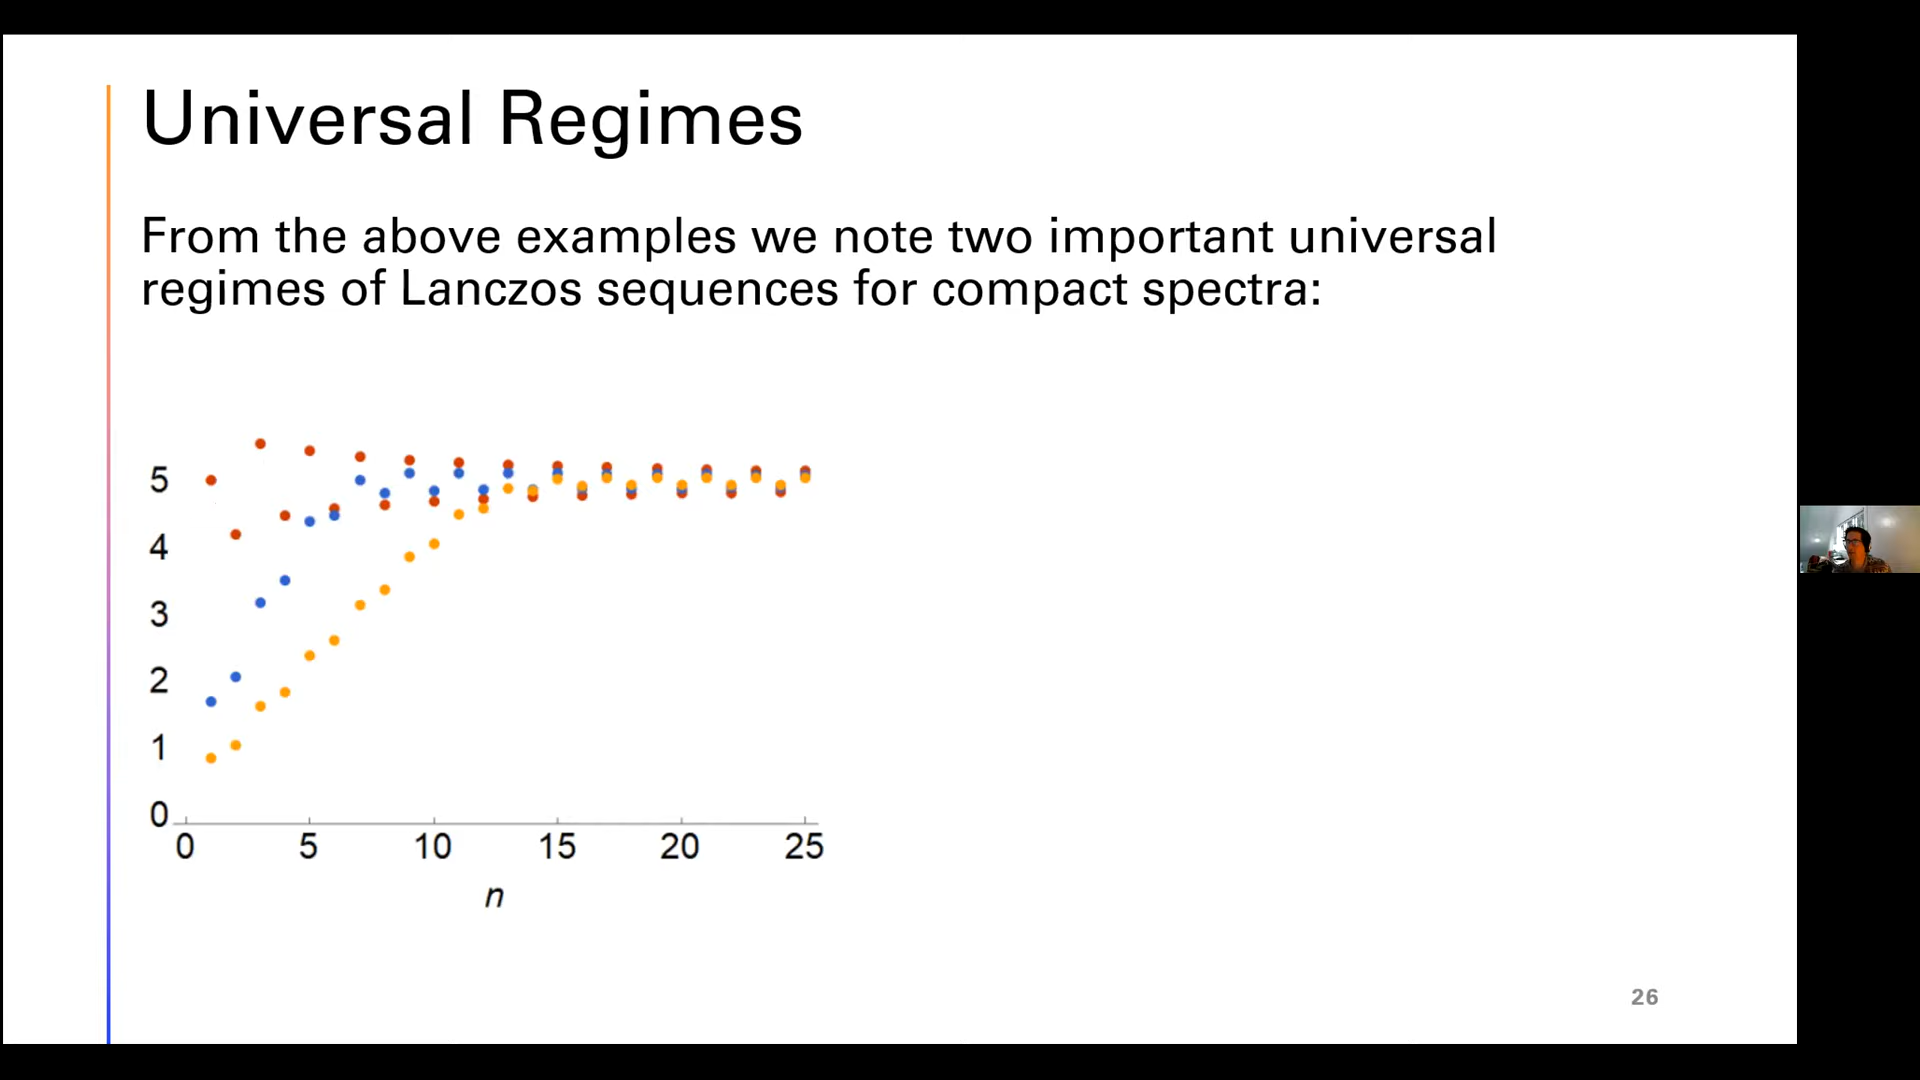 Universal Regimes
From the above examples we note two important universal
regimes of Lanczos sequences for compact spectra:
5
4
3
2
1
0
0 5 10 15 20 25
n
26